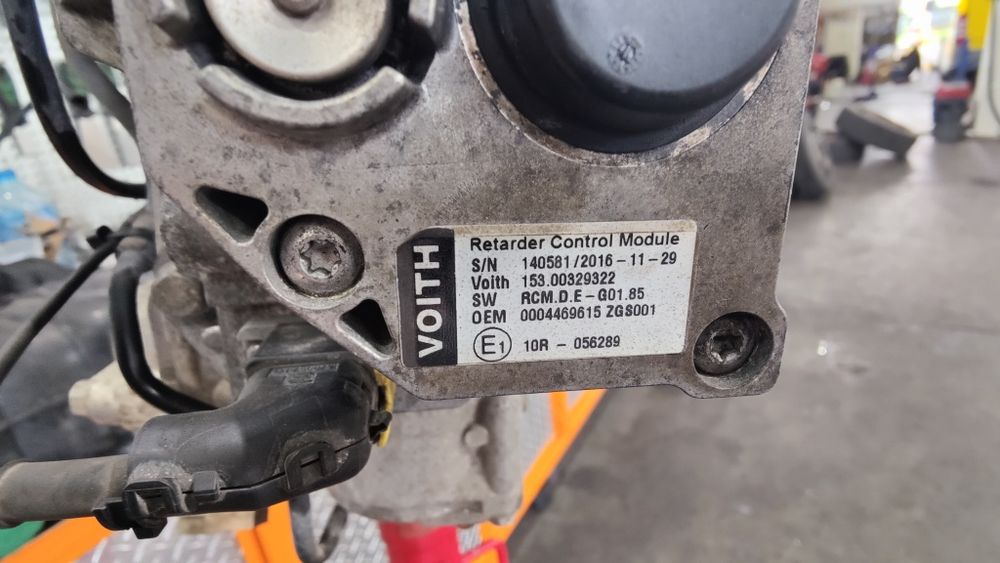 VOITH
Retarder Control Module
S/N 140581/2016-11-29
Voith 153.00329322
SW RCM.D.E-G01.85
OEM 0004469615 ZGS001
E1 10R - 056289